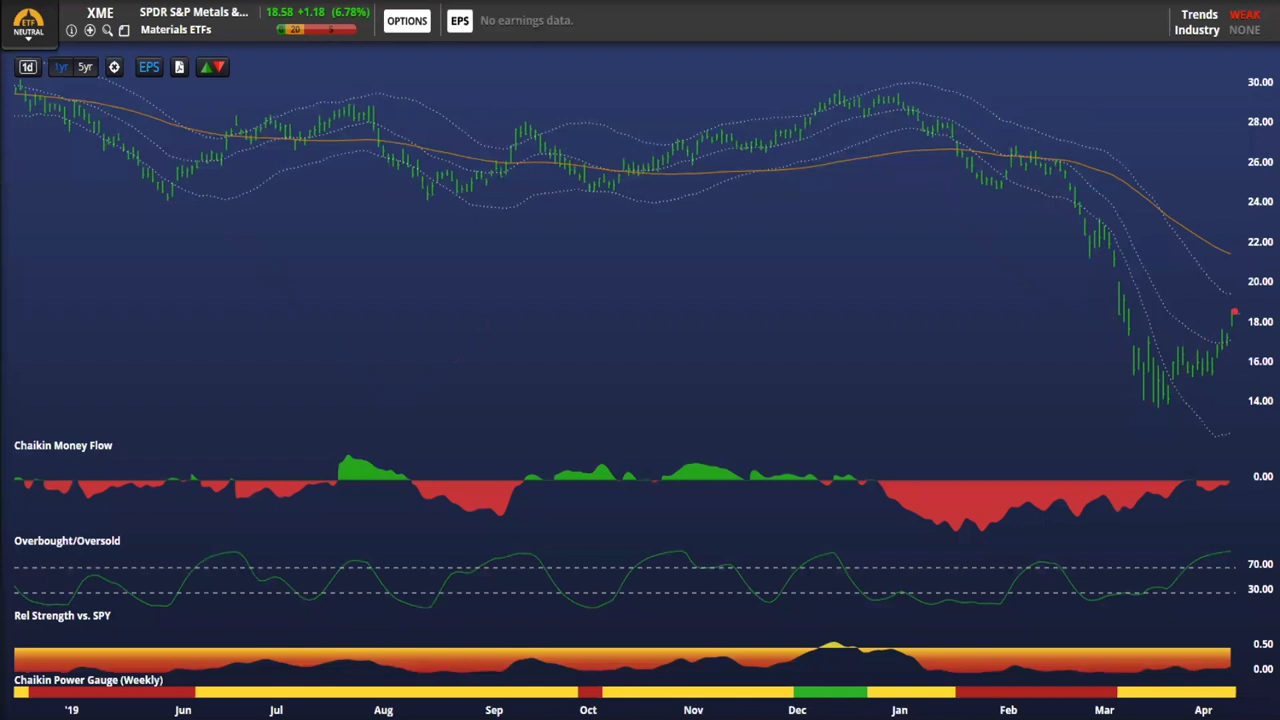 ETF
NEUTRAL
XME
SPDR S&P Metals &...
18.58 +1.18 (6.78%)
Materials ETFs
20
5
OPTIONS
EPS
No earnings data.
Trends WEAK
Industry NONE
1d
1yr 5yr
EPS
30.00
28.00
26.00
24.00
22.00
20.00
18.00
16.00
14.00
Chaikin Money Flow
0.00
Overbought/Oversold
70.00
30.00
Rel Strength vs. SPY
0.50
0.00
Chaikin Power Gauge (Weekly)
'19 Jun Jul Aug Sep Oct Nov Dec Jan Feb Mar Apr